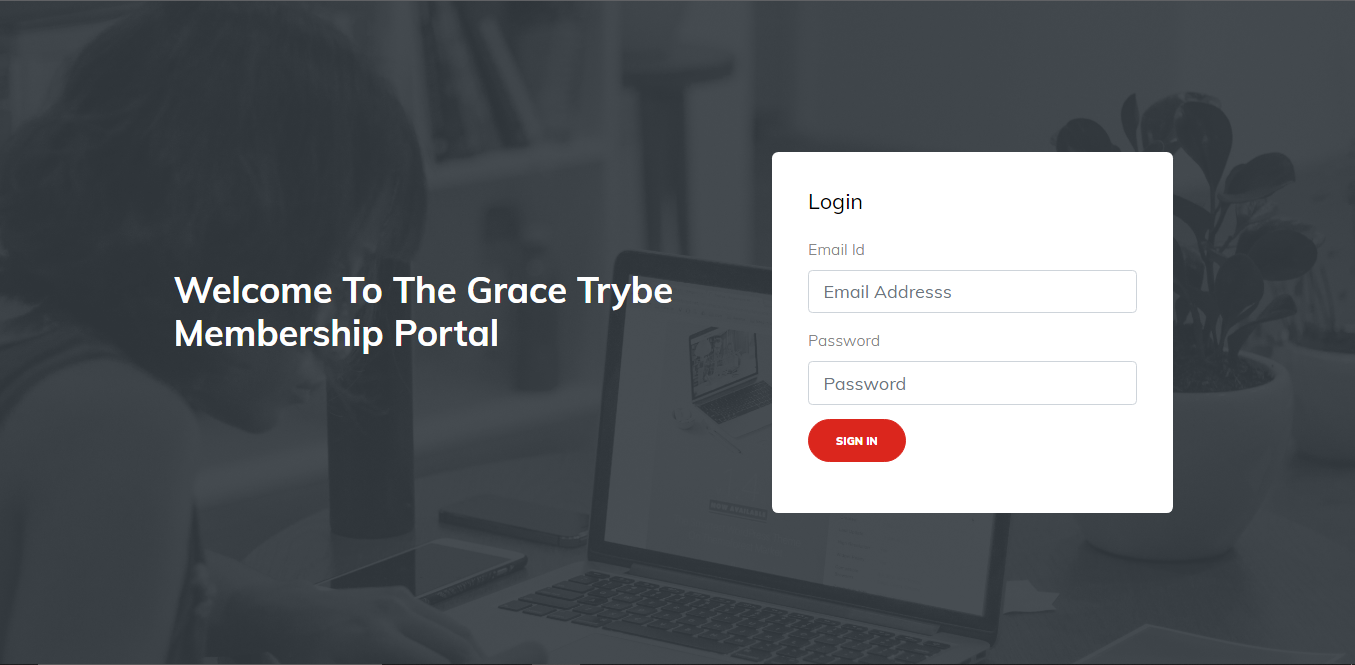 Welcome To The Grace Trybe
Membership Portal
Login
Email Id
Email Addresss
Password
Password
SIGN IN